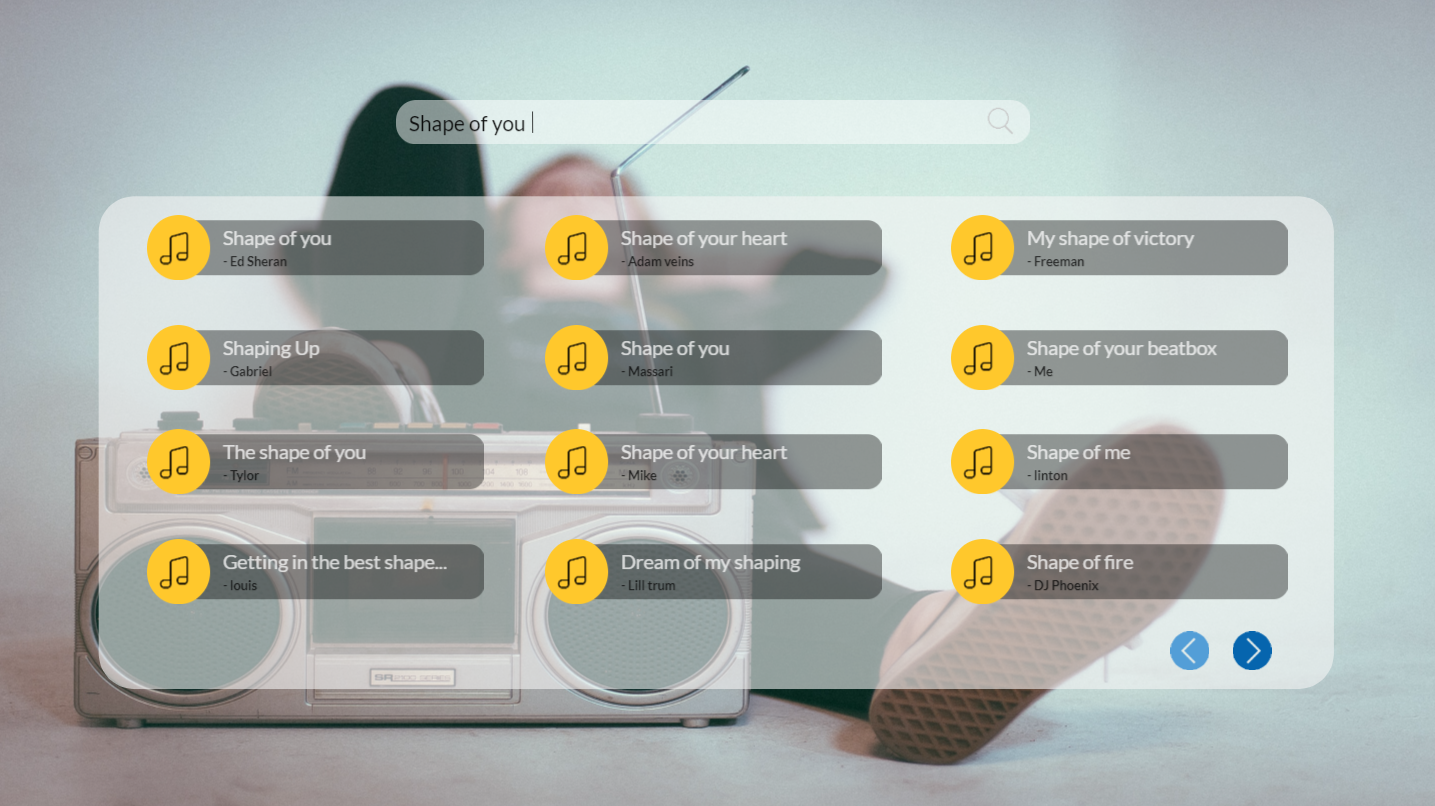 Shape of you
Shape of you
- Ed Sheran
Shape of your heart
- Adam veins
My shape of victory
- Freeman
Shaping Up
- Gabriel
Shape of you
- Massari
Shape of your beatbox
- Me
The shape of you
- Tylor
Shape of your heart
- Mike
Shape of me
- linton
Getting in the best shape...
- louis
Dream of my shaping
- Lill trum
Shape of fire
- DJ Phoenix